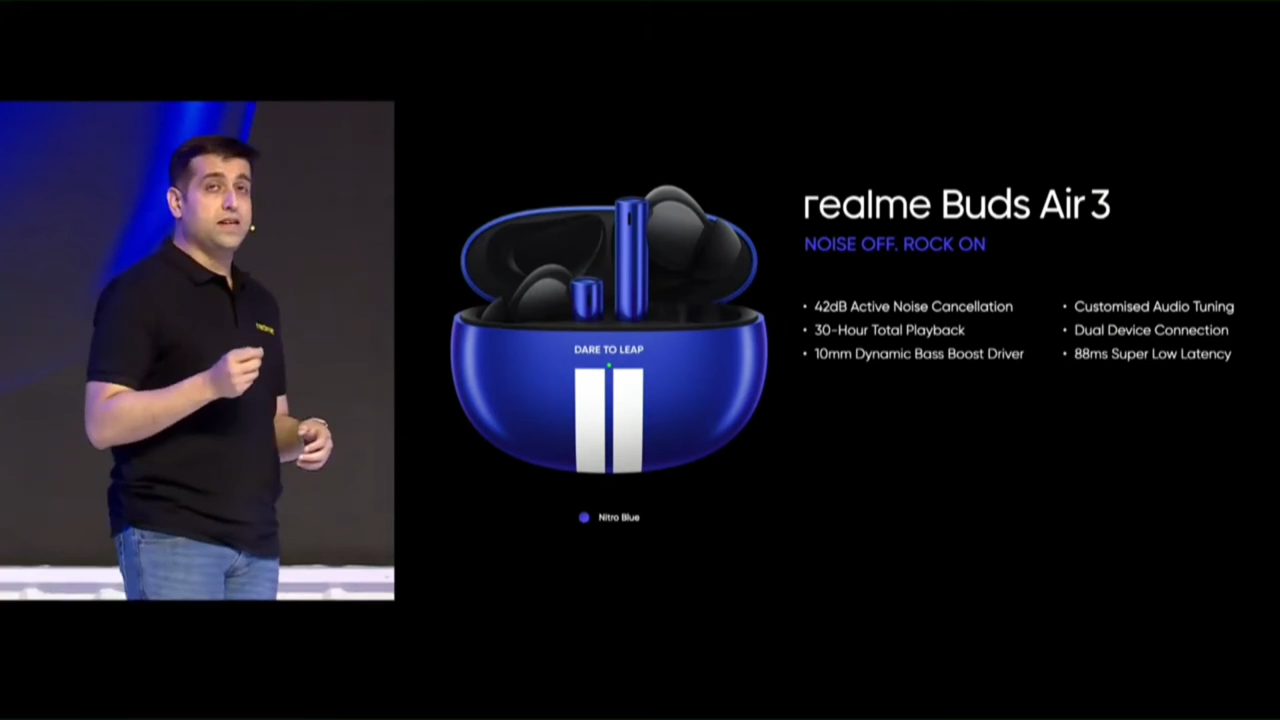 realme
DARE TO LEAP
Nitro Blue
realme Buds Air 3
NOISE OFF. ROCK ON
• 42dB Active Noise Cancellation
• 30-Hour Total Playback
• 10mm Dynamic Bass Boost Driver
• Customised Audio Tuning
• Dual Device Connection
• 88ms Super Low Latency